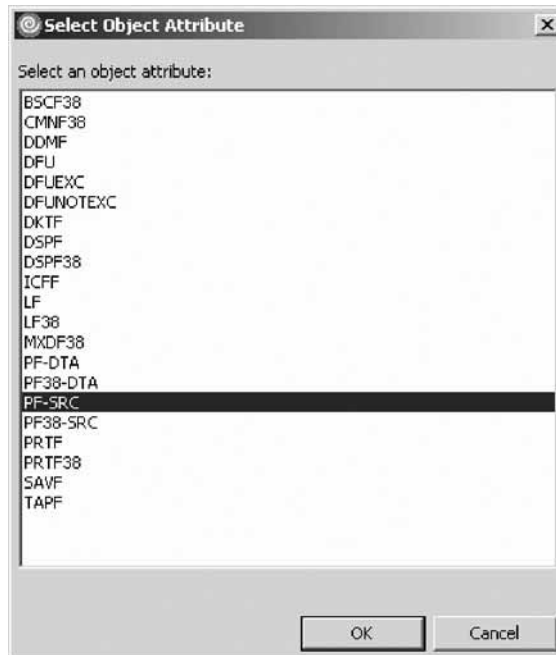 Select Object Attribute
Select an object attribute:
BSCF38
CMNF38
DDMF
DFU
DFUEXC
DFUNOTEXC
DKTF
DSPF
DSPF38
ICFF
LF
LF38
MXDF38
PF-DTA
PF38-DTA
PF-SRC
PF38-SRC
PRTF
PRTF38
SAVF
TAPF
OK Cancel